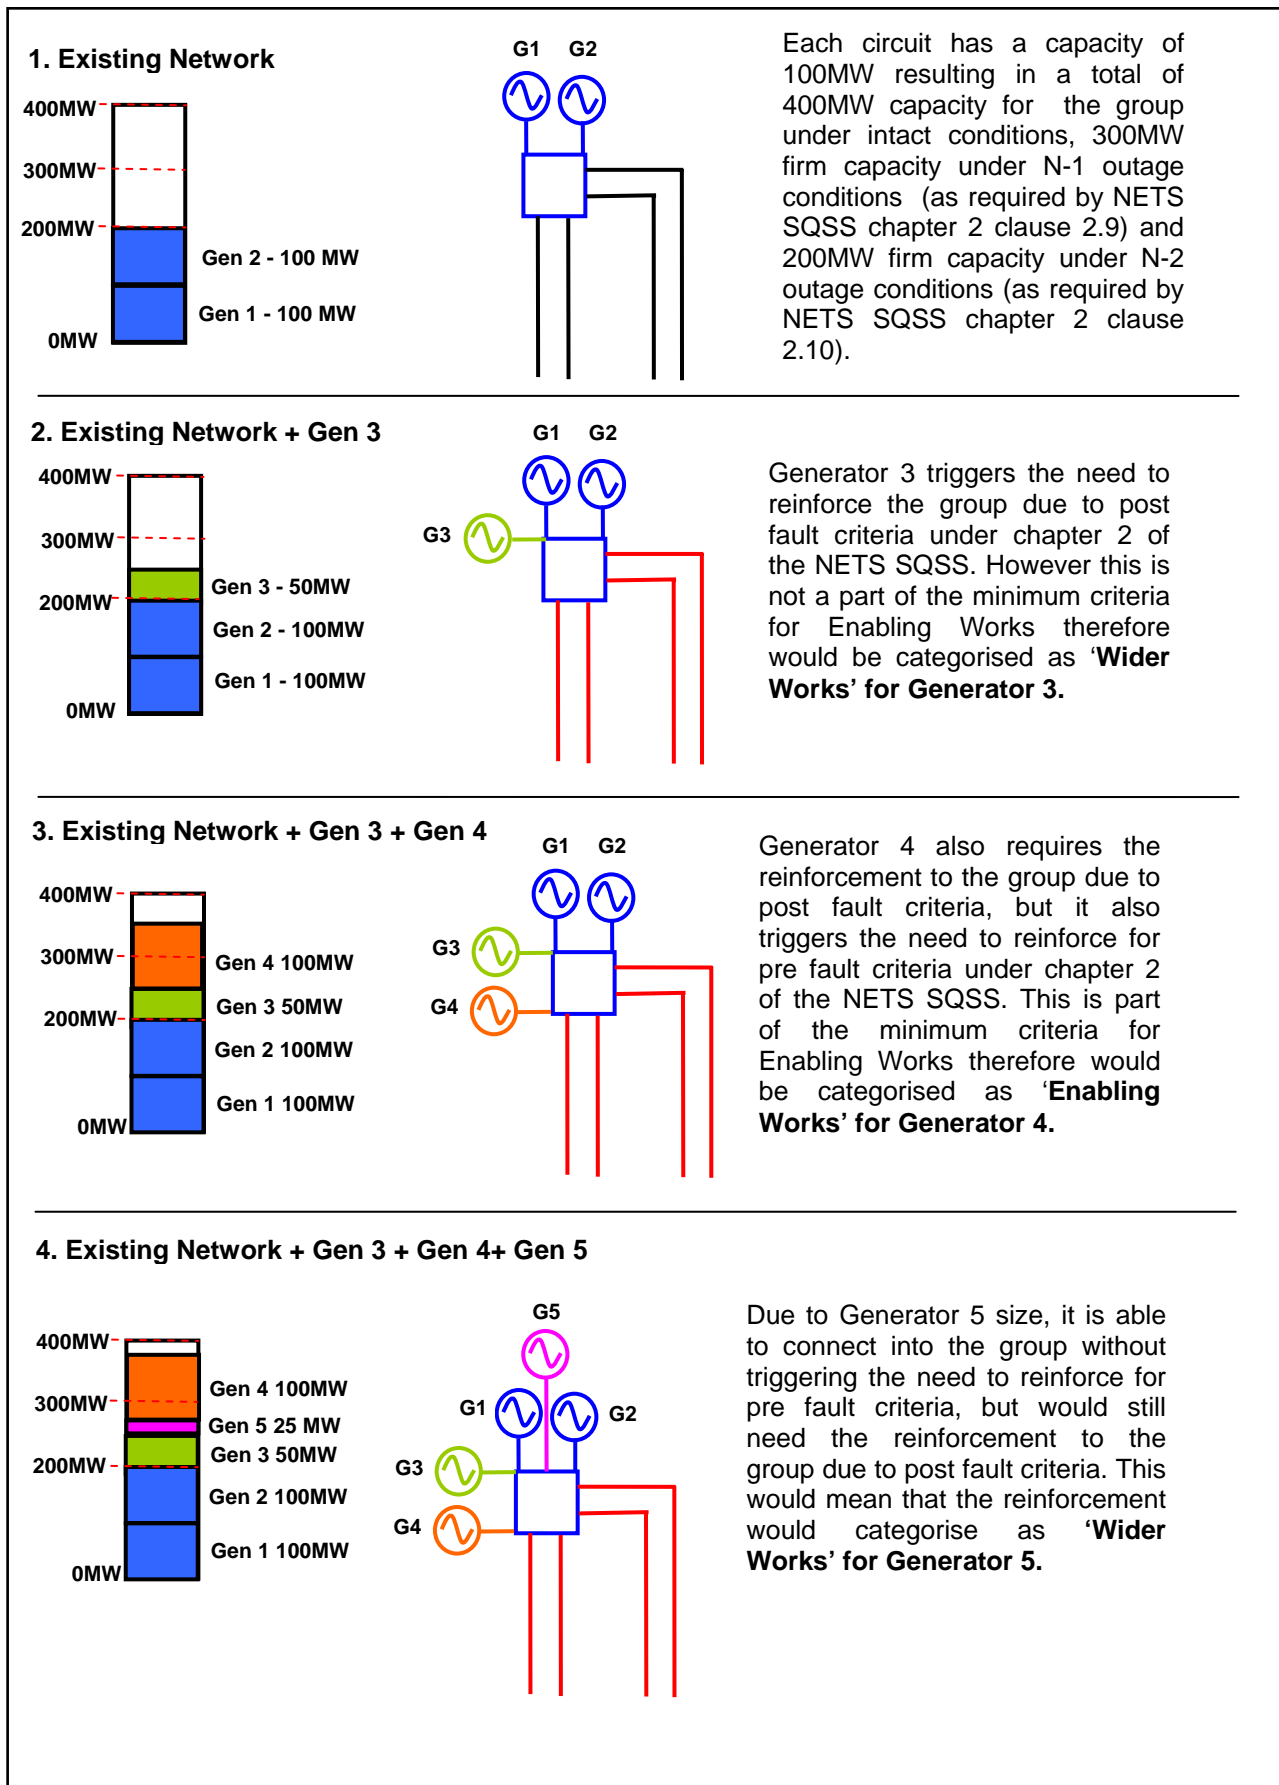 1. Existing Network
400MW
300MW
200MW
0MW
Gen 2 - 100 MW
Gen 1 - 100 MW
G1
G2
Each circuit has a capacity of
100MW resulting in a total of
400MW capacity for the group
under intact conditions, 300MW
firm capacity under N-1 outage
conditions (as required by NETS
SQSS chapter 2 clause 2.9) and
200MW firm capacity under N-2
outage conditions (as required by
NETS SQSS chapter 2 clause
2.10).
2. Existing Network + Gen 3
400MW
300MW
200MW
0MW
Gen 3 - 50MW
Gen 2 - 100MW
Gen 1 - 100MW
G1
G2
G3
Generator 3 triggers the need to
reinforce the group due to post
fault criteria under chapter 2 of
the NETS SQSS. However this is
not a part of the minimum criteria
for Enabling Works therefore
would be categorised as ‘Wider
Works’ for Generator 3.
3. Existing Network + Gen 3 + Gen 4
400MW
300MW
200MW
0MW
Gen 4 100MW
Gen 3 50MW
Gen 2 100MW
Gen 1 100MW
G1
G2
G3
G4
Generator 4 also requires the
reinforcement to the group due to
post fault criteria, but it also
triggers the need to reinforce for
pre fault criteria under chapter 2
of the NETS SQSS. This is part
of the minimum criteria for
Enabling Works therefore would
be categorised as ‘Enabling
Works’ for Generator 4.
4. Existing Network + Gen 3 + Gen 4+ Gen 5
400MW
300MW
200MW
0MW
Gen 4 100MW
Gen 5 25 MW
Gen 3 50MW
Gen 2 100MW
Gen 1 100MW
G5
G1
G2
G3
G4
Due to Generator 5 size, it is able
to connect into the group without
triggering the need to reinforce for
pre fault criteria, but would still
need the reinforcement to the
group due to post fault criteria. This
would mean that the reinforcement
would categorise as ‘Wider
Works’ for Generator 5.